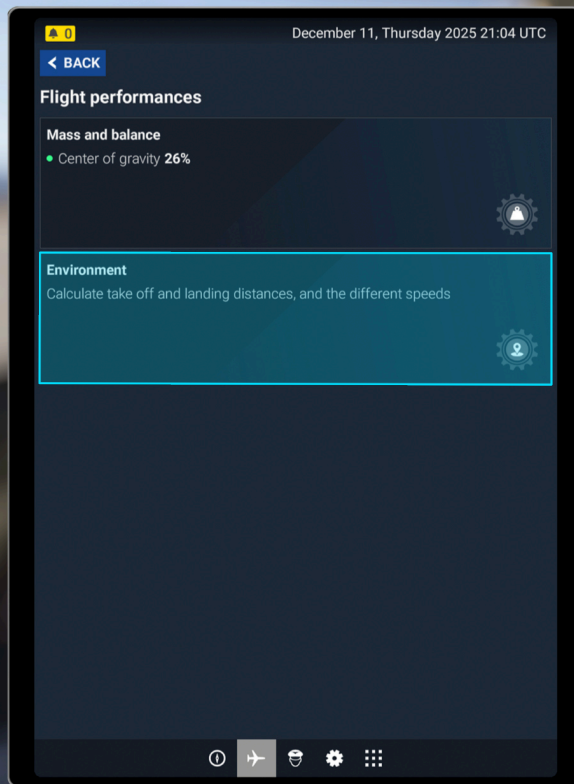 0
December 11, Thursday 2025 21:04 UTC
BACK
Flight performances
Mass and balance
Center of gravity 26%
Environment
Calculate take off and landing distances, and the different speeds